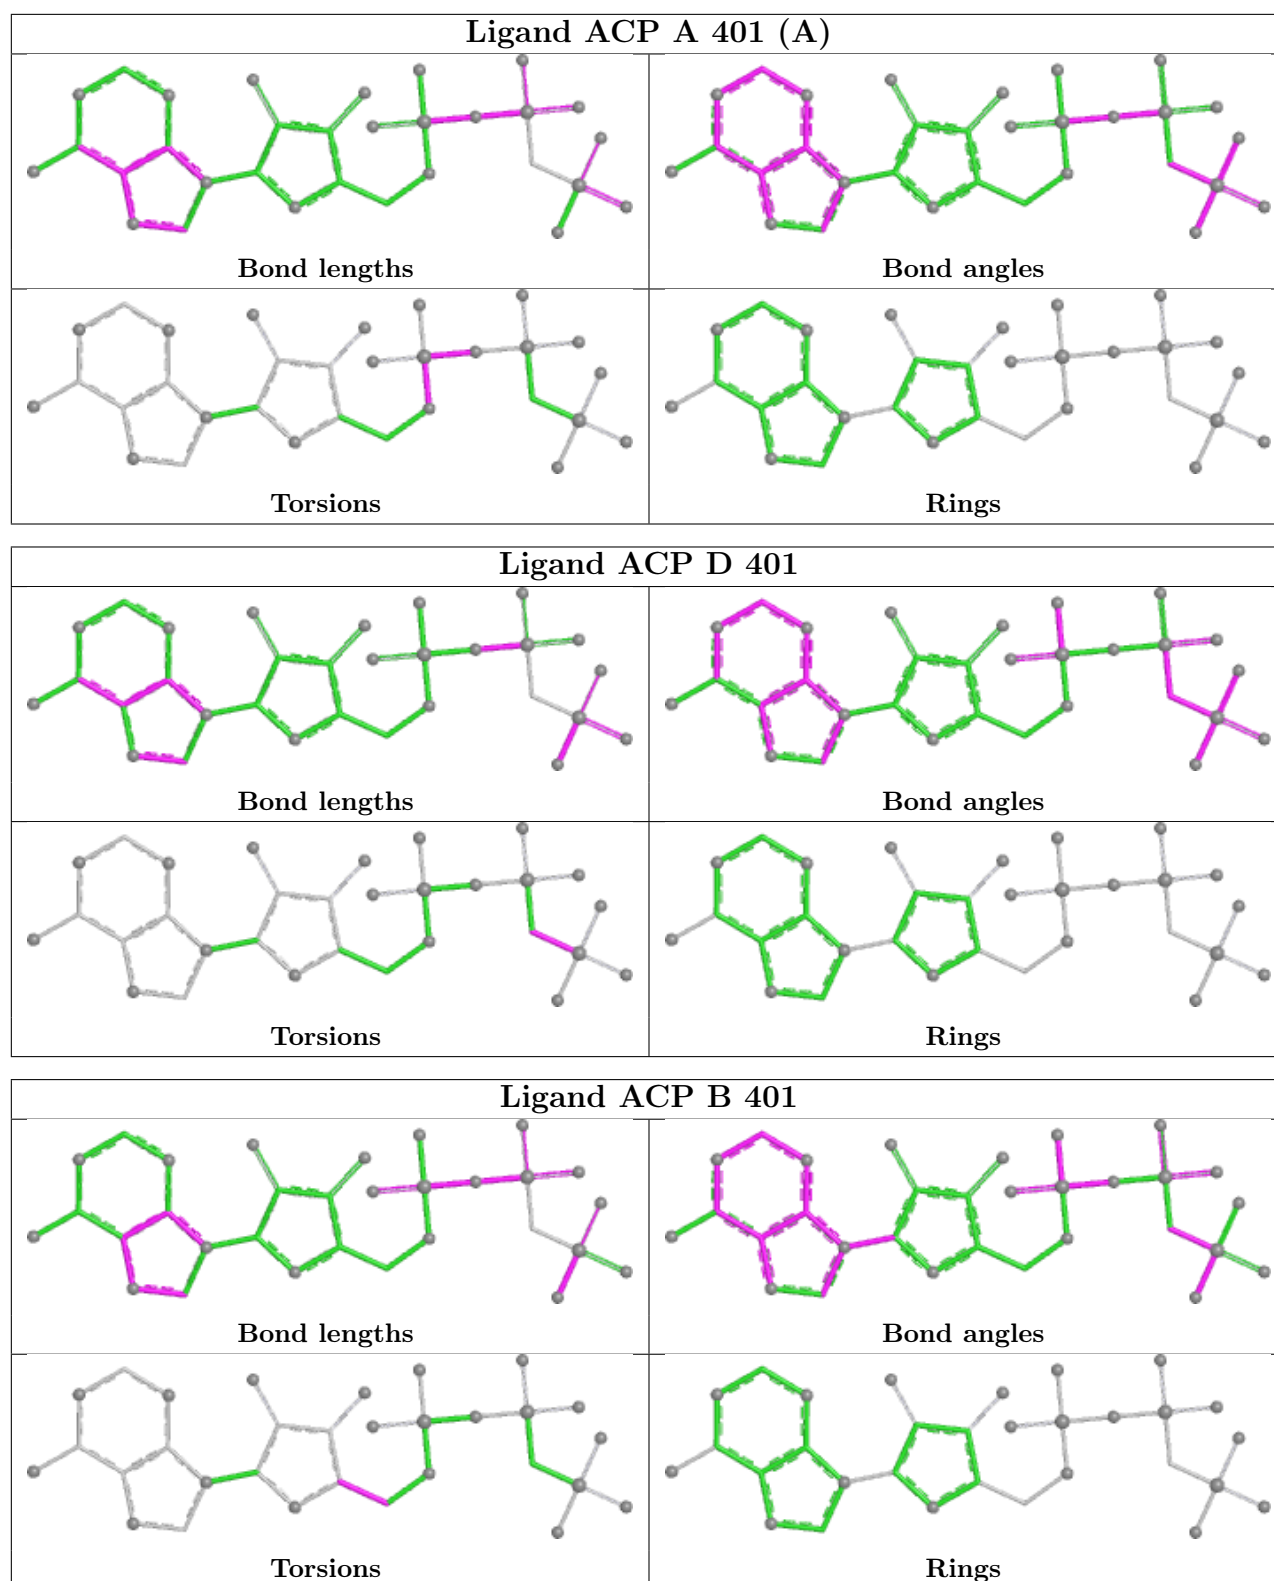 Ligand ACP A 401 (A)
Bond lengths
Bond angles
Torsions
Rings
Ligand ACP D 401
Bond lengths
Bond angles
Torsions
Rings
Ligand ACP B 401
Bond lengths
Bond angles
Torsions
Rings